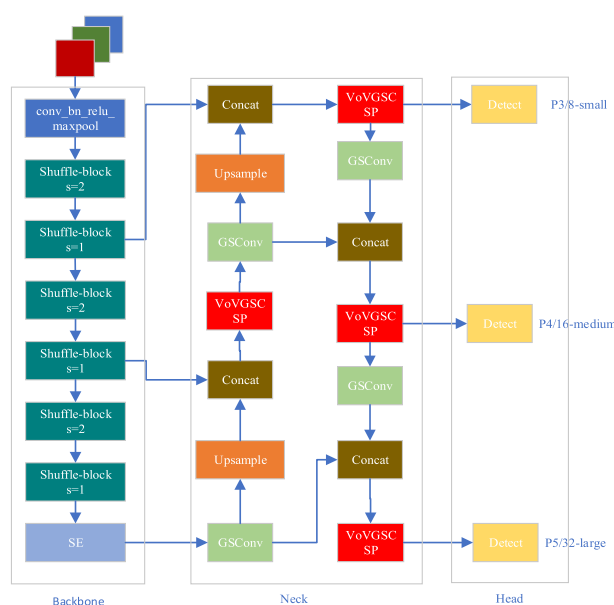 conv_bn_relu_
maxpool
Shuffle-block
s=2
Shuffle-block
s=1
Shuffle-block
s=2
Shuffle-block
s=1
Shuffle-block
s=2
Shuffle-block
s=1
SE
Backbone
Concat
Upsample
GSConv
VoVGSC
SP
Concat
Upsample
GSConv
VoVGSC
SP
GSConv
Concat
VoVGSC
SP
GSConv
Concat
VoVGSC
SP
Neck
Detect
P3/8-small
Detect
P4/16-medium
Detect
P5/32-large
Head